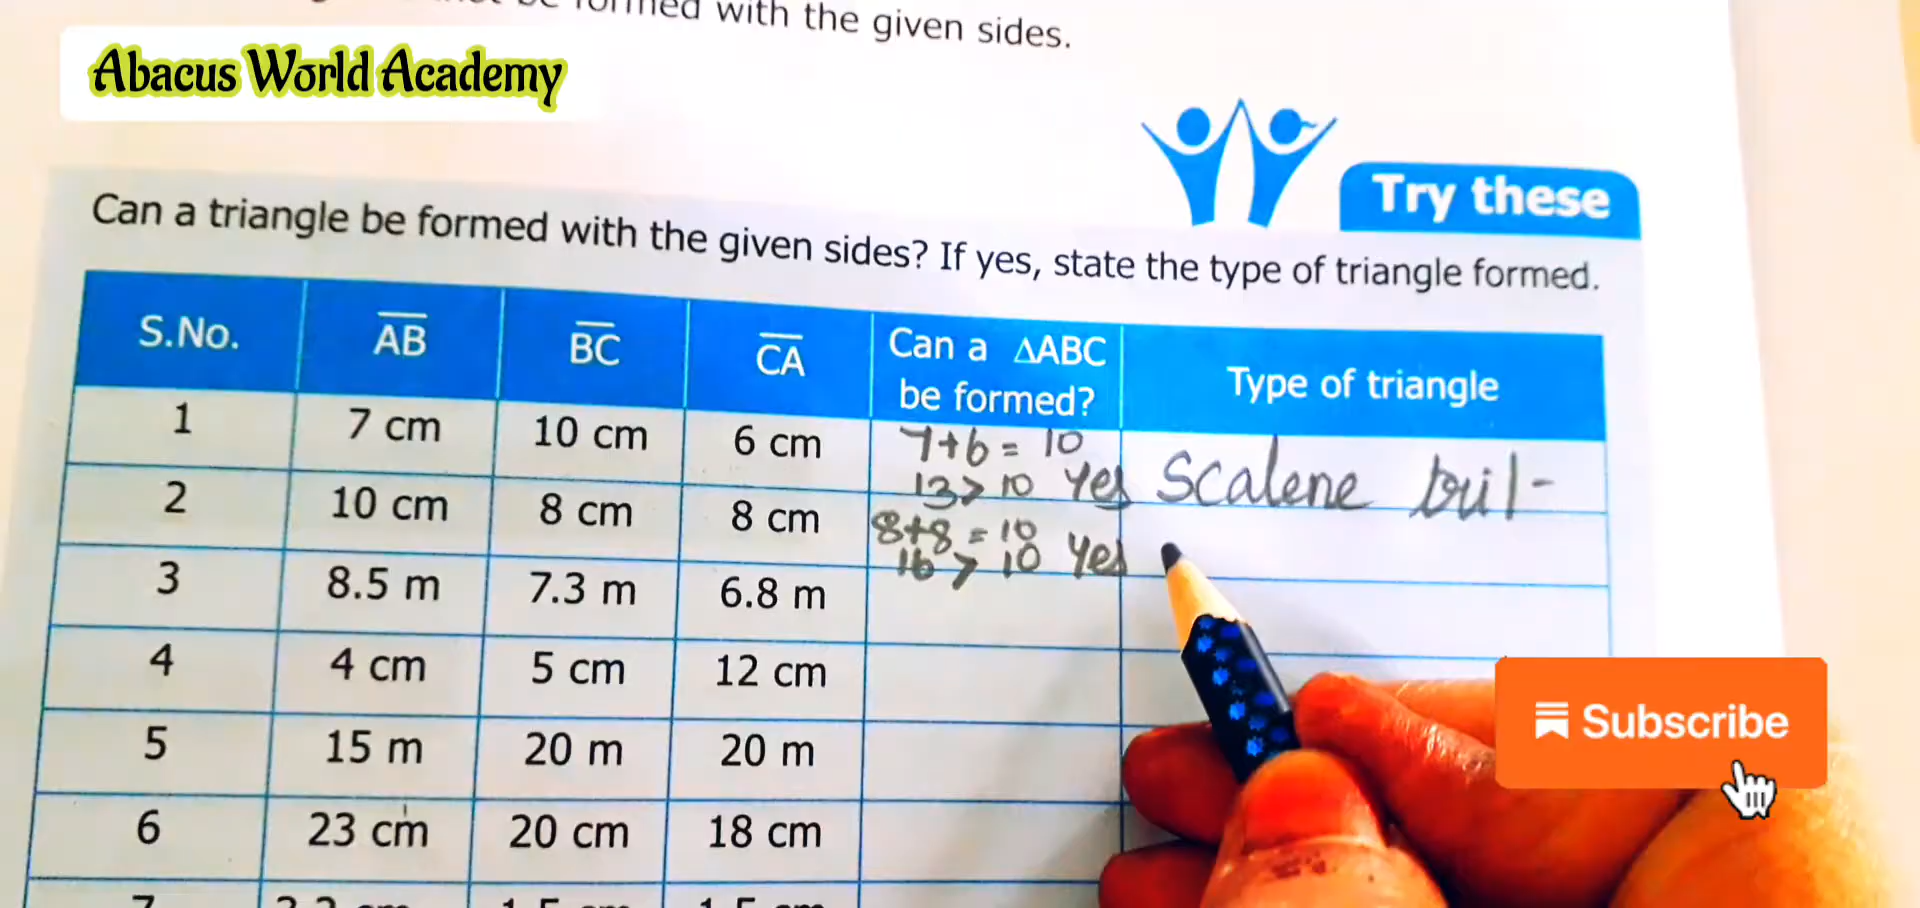 formed with the given sides.
Abacus World Academy
Try these
Can a triangle be formed with the given sides? If yes, state the type of triangle formed.
S.No. AB BC CA Can a ΔABC be formed? Type of triangle
1 7 cm 10 cm 6 cm 7+6 = 10
13 > 10 Yes Scalene tril-
2 10 cm 8 cm 8 cm 8+8 = 10
16 > 10 Yes
3 8.5 m 7.3 m 6.8 m
4 4 cm 5 cm 12 cm
5 15 m 20 m 20 m
6 23 cm 20 cm 18 cm
Subscribe